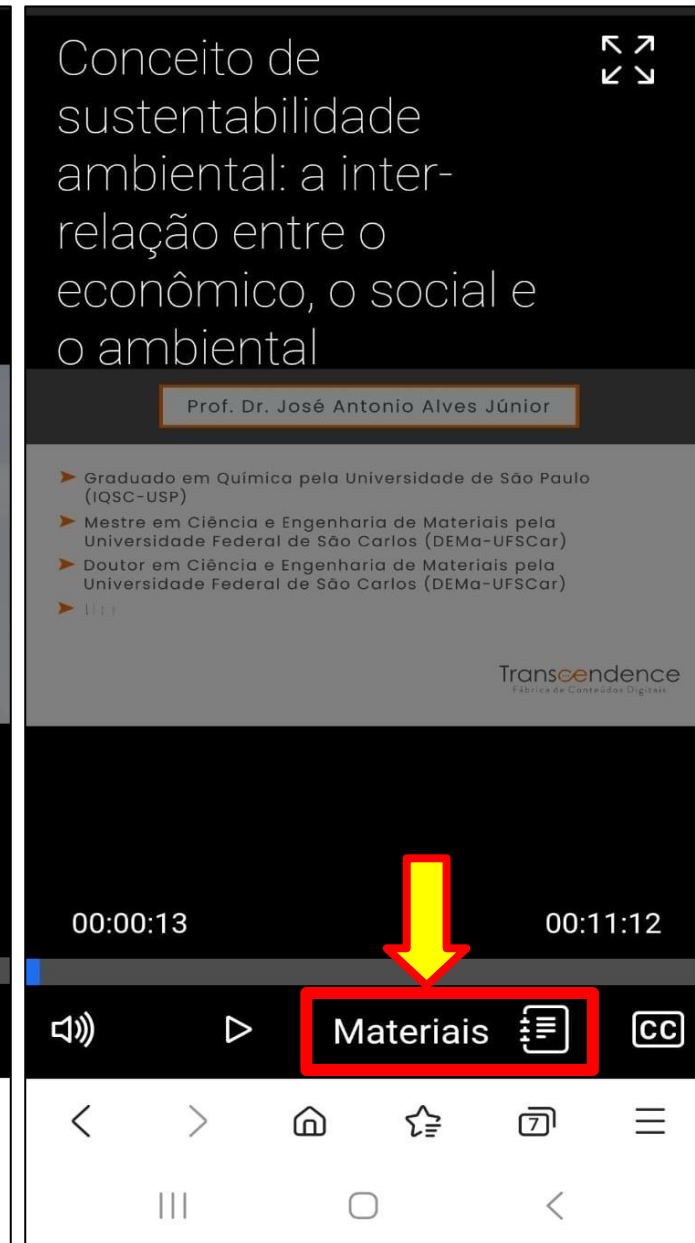 Conceito de
sustentabilidade
ambiental: a inter-
relação entre o
econômico, o social e
o ambiental
Prof. Dr. José Antonio Alves Júnior
➤ Graduado em Química pela Universidade de São Paulo
(IQSC-USP)
➤ Mestre em Ciência e Engenharia de Materiais pela
Universidade Federal de São Carlos (DEMa-UFSCar)
➤ Doutor em Ciência e Engenharia de Materiais pela
Universidade Federal de São Carlos (DEMa-UFSCar)
Transcendence
Fábrica de Conteúdos Digitais
00:00:13 00:11:12
Materiais CC
7